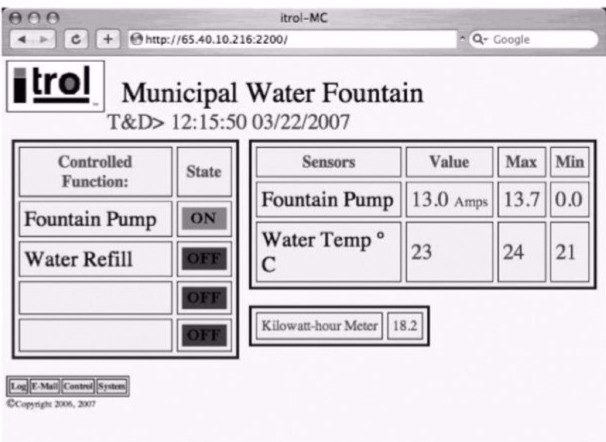 itrol-MC
http://65.40.10.216:2200/
Google
itrol
Municipal Water Fountain
T&D> 12:15:50 03/22/2007
Controlled Function:
State
Fountain Pump
ON
Water Refill
OFF
OFF
OFF
Sensors
Value
Max
Min
Fountain Pump
13.0 Amps
13.7
0.0
Water Temp °
C
23
24
21
Kilowatt-hour Meter
18.2
Log
E-Mail
Control
System
©Copyright 2006, 2007